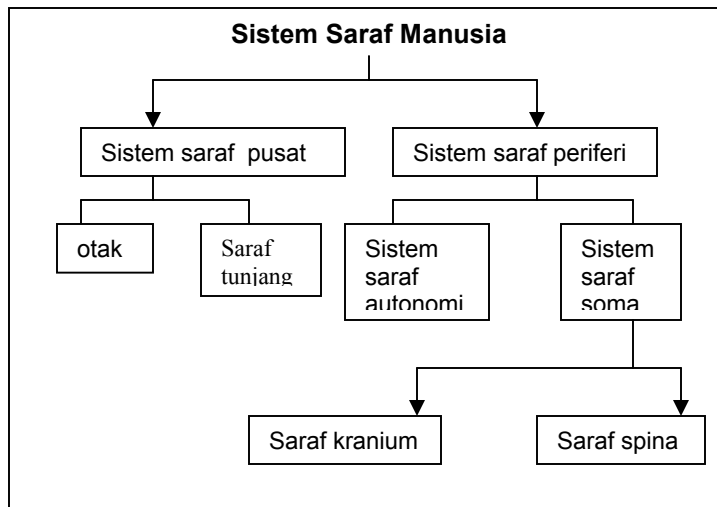 Sistem Saraf Manusia
Sistem saraf pusat
Sistem saraf periferi
otak
Saraf
tunjang
Sistem
saraf
autonomi
Sistem
saraf
soma
Saraf kranium
Saraf spina